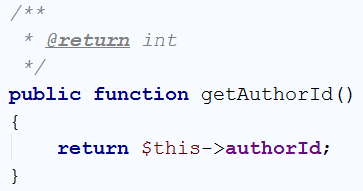 /**
 * @return int
 */
public function getAuthorId()
{
    return $this->authorId;
}